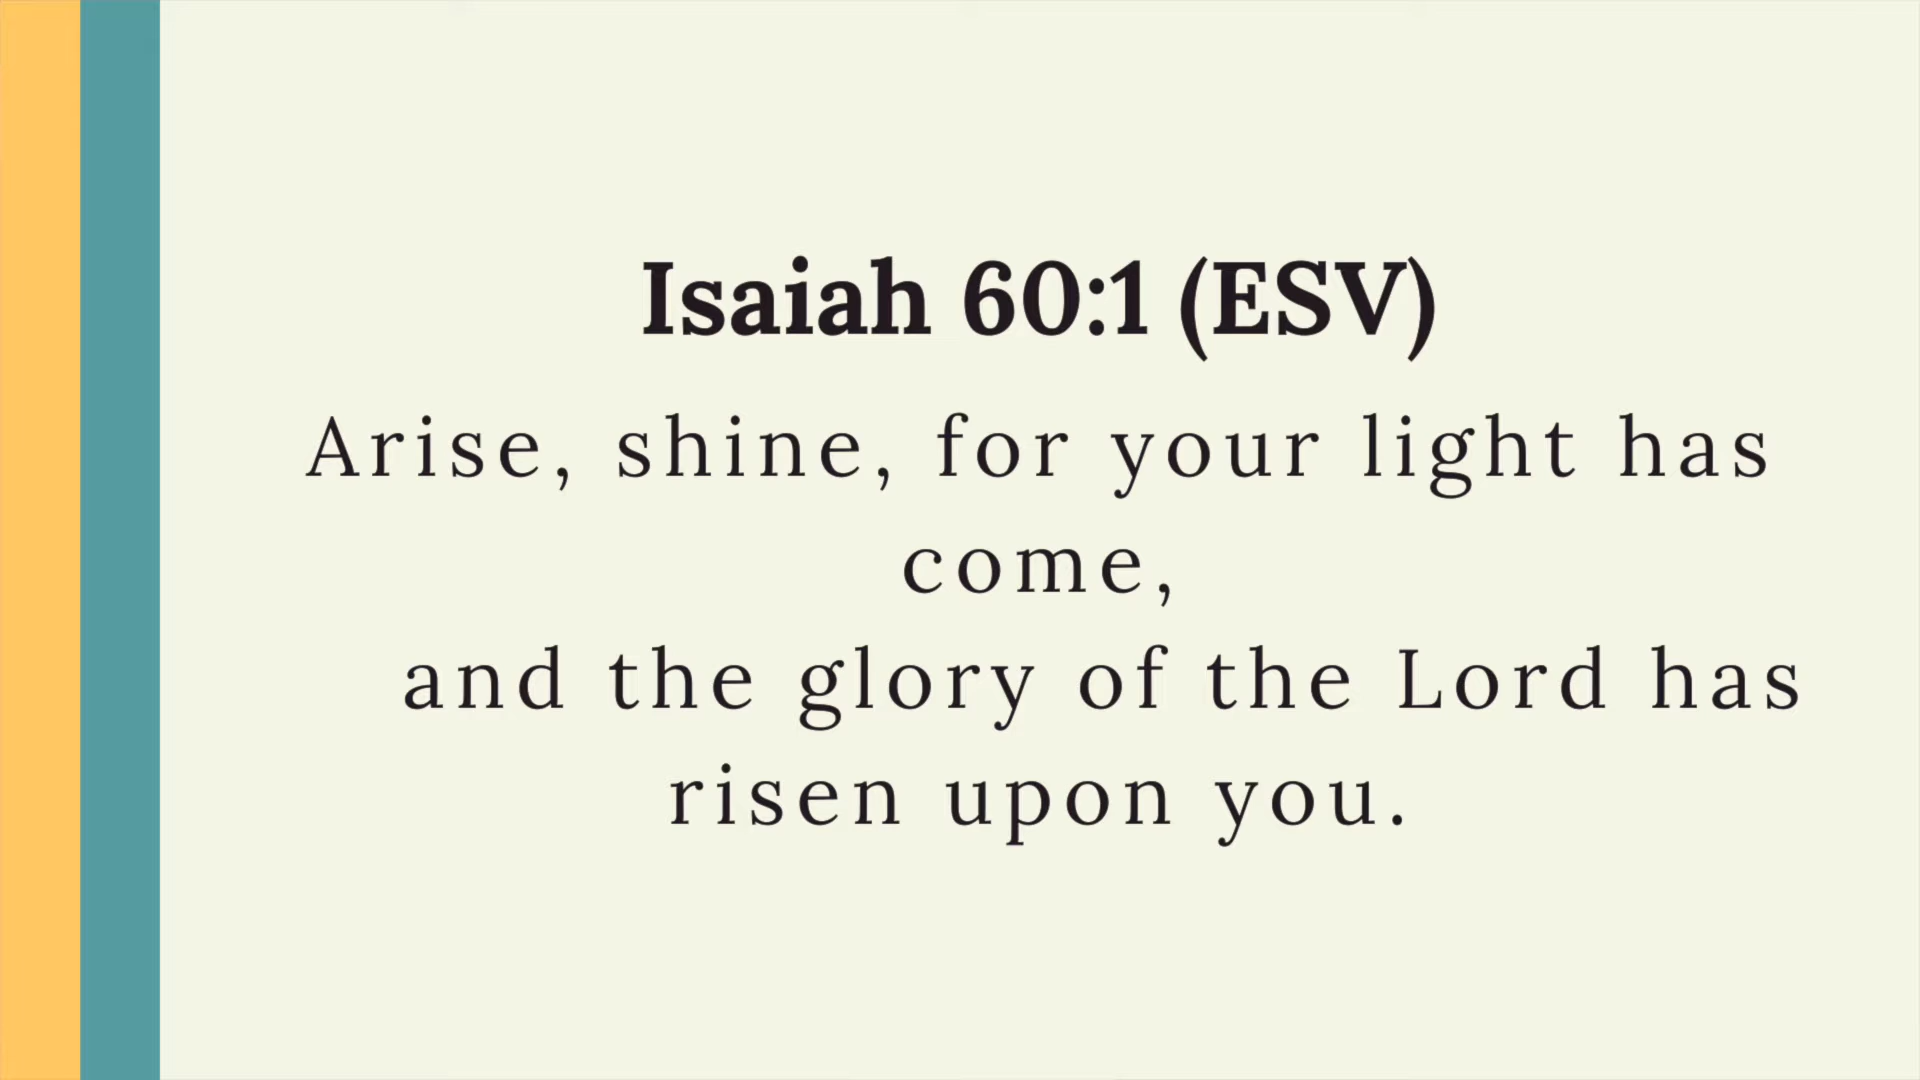 Isaiah 60:1 (ESV)
Arise, shine, for your light has
come,
and the glory of the Lord has
risen upon you.